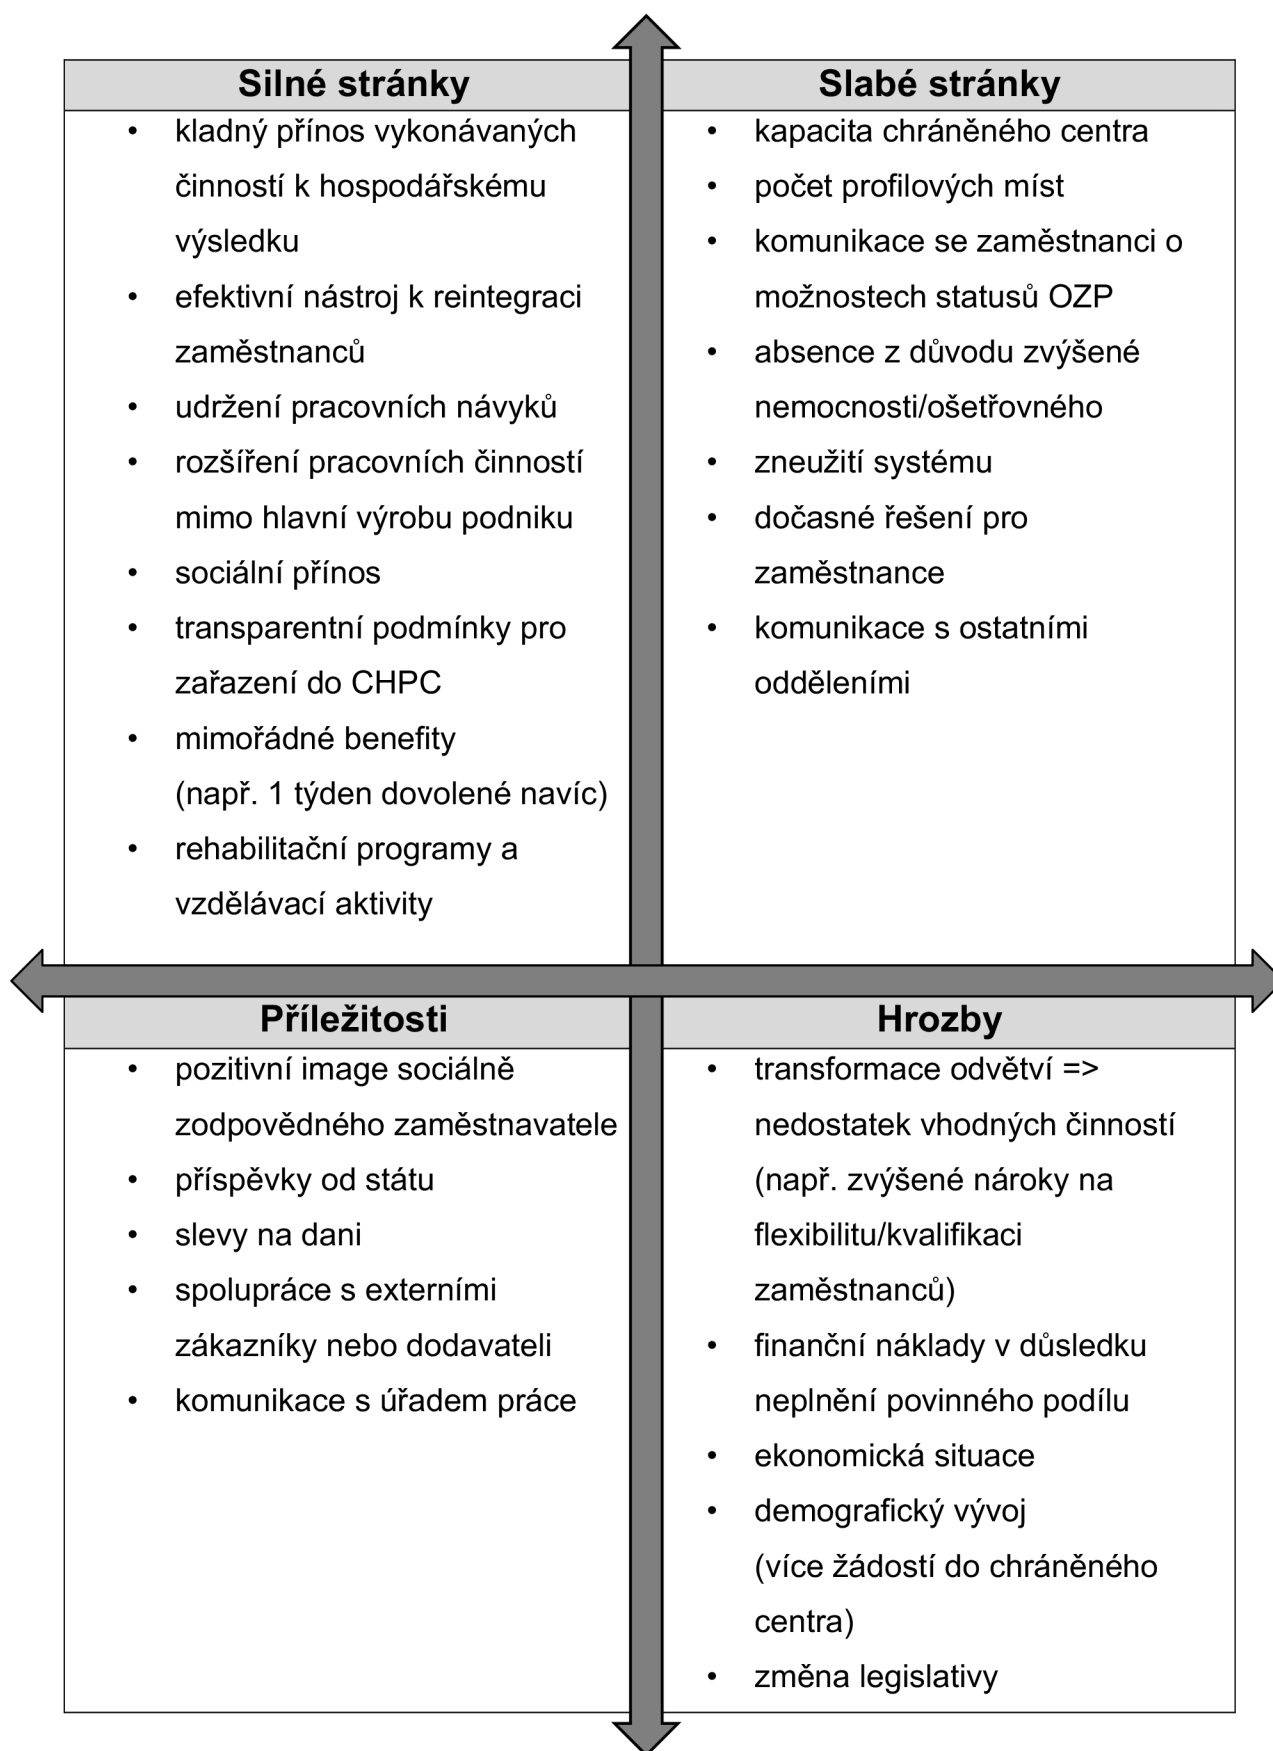 Silné stránky
• kladný přínos vykonávaných
činností k hospodářskému
výsledku
• efektivní nástroj k reintegraci
zaměstnanců
• udržení pracovních návyků
• rozšíření pracovních činností
mimo hlavní výrobu podniku
• sociální přínos
• transparentní podmínky pro
zařazení do CHPC
• mimořádné benefity
(např. 1 týden dovolené navíc)
• rehabilitační programy a
vzdělávací aktivity
Slabé stránky
• kapacita chráněného centra
• počet profilových míst
• komunikace se zaměstnanci o
možnostech statusů OZP
• absence z důvodu zvýšené
nemocnosti/ošetřovného
• zneužití systému
• dočasné řešení pro
zaměstnance
• komunikace s ostatními
odděleními
Příležitosti
• pozitivní image sociálně
zodpovědného zaměstnavatele
• příspěvky od státu
• slevy na dani
• spolupráce s externími
zákazníky nebo dodavateli
• komunikace s úřadem práce
Hrozby
• transformace odvětví =>
nedostatek vhodných činností
(např. zvýšené nároky na
flexibilitu/kvalifikaci
zaměstnanců)
• finanční náklady v důsledku
neplnění povinného podílu
• ekonomická situace
• demografický vývoj
(více žádostí do chráněného
centra)
• změna legislativy